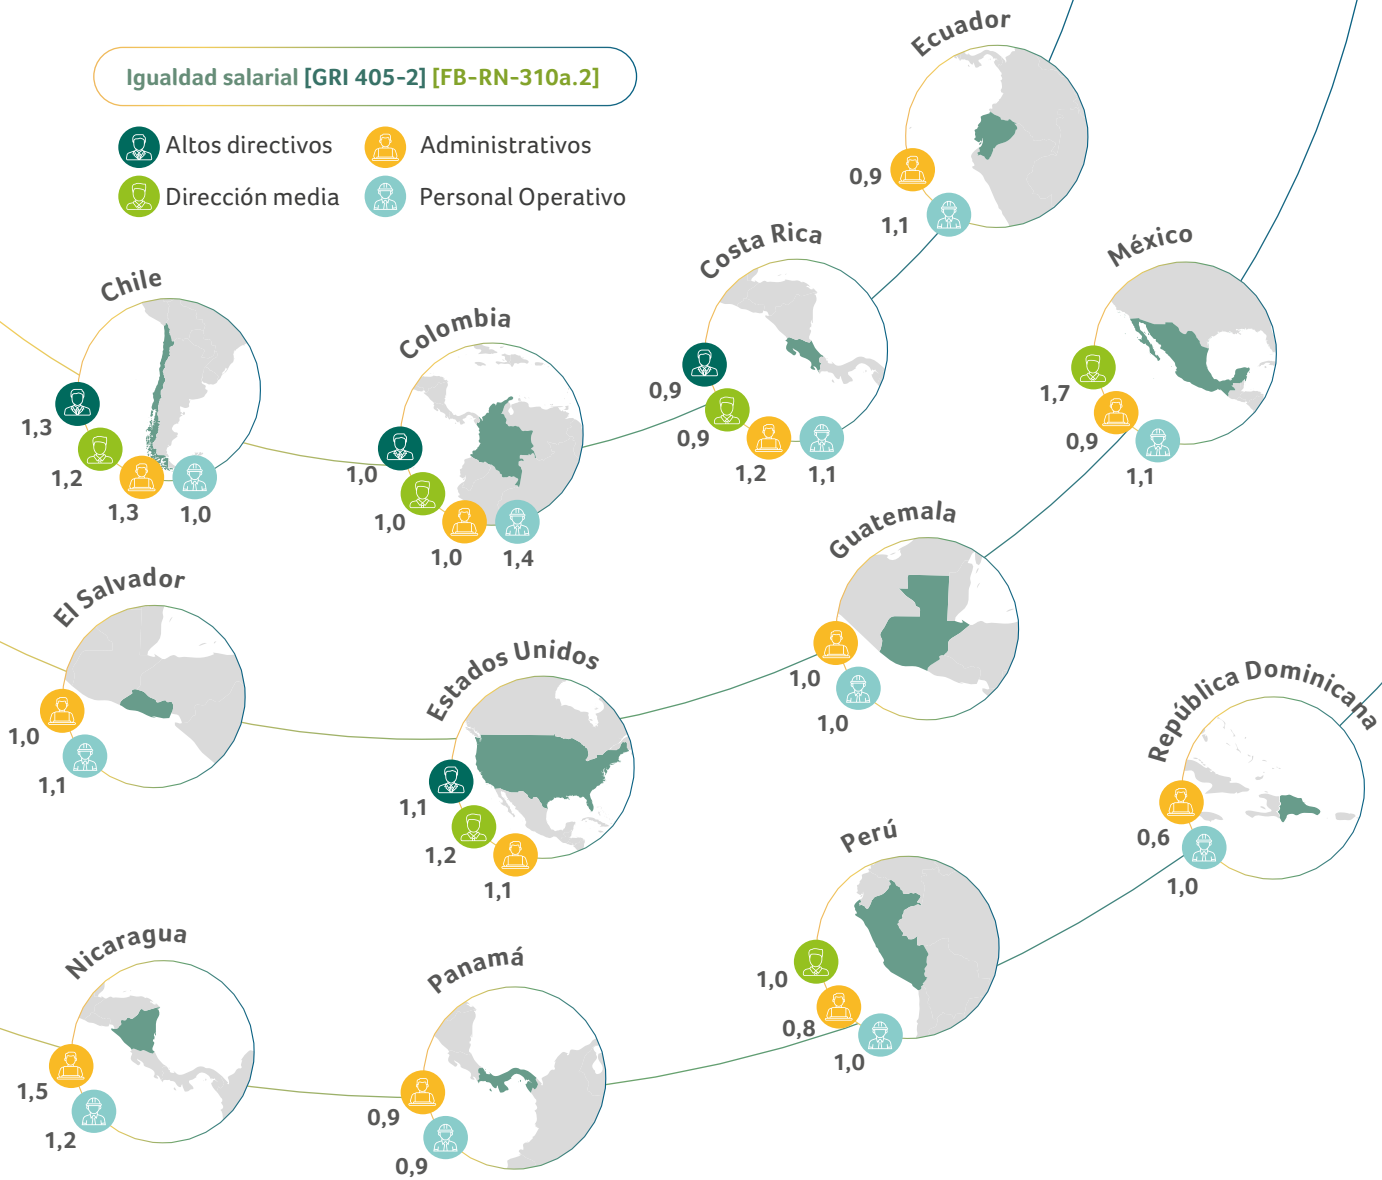 Igualdad salarial [GRI 405-2] [FB-RN-310a.2]
Altos directivos
Administrativos
Dirección media
Personal Operativo
Chile
1,3
1,2
1,3
1,0
Colombia
1,0
1,0
1,0
1,4
Costa Rica
0,9
0,9
1,2
1,1
Ecuador
0,9
1,1
El Salvador
1,0
1,1
Estados Unidos
1,1
1,2
1,1
Guatemala
1,0
1,0
México
1,7
0,9
1,1
Nicaragua
1,5
1,2
Panamá
0,9
0,9
Perú
1,0
0,8
1,0
República Dominicana
0,6
1,0